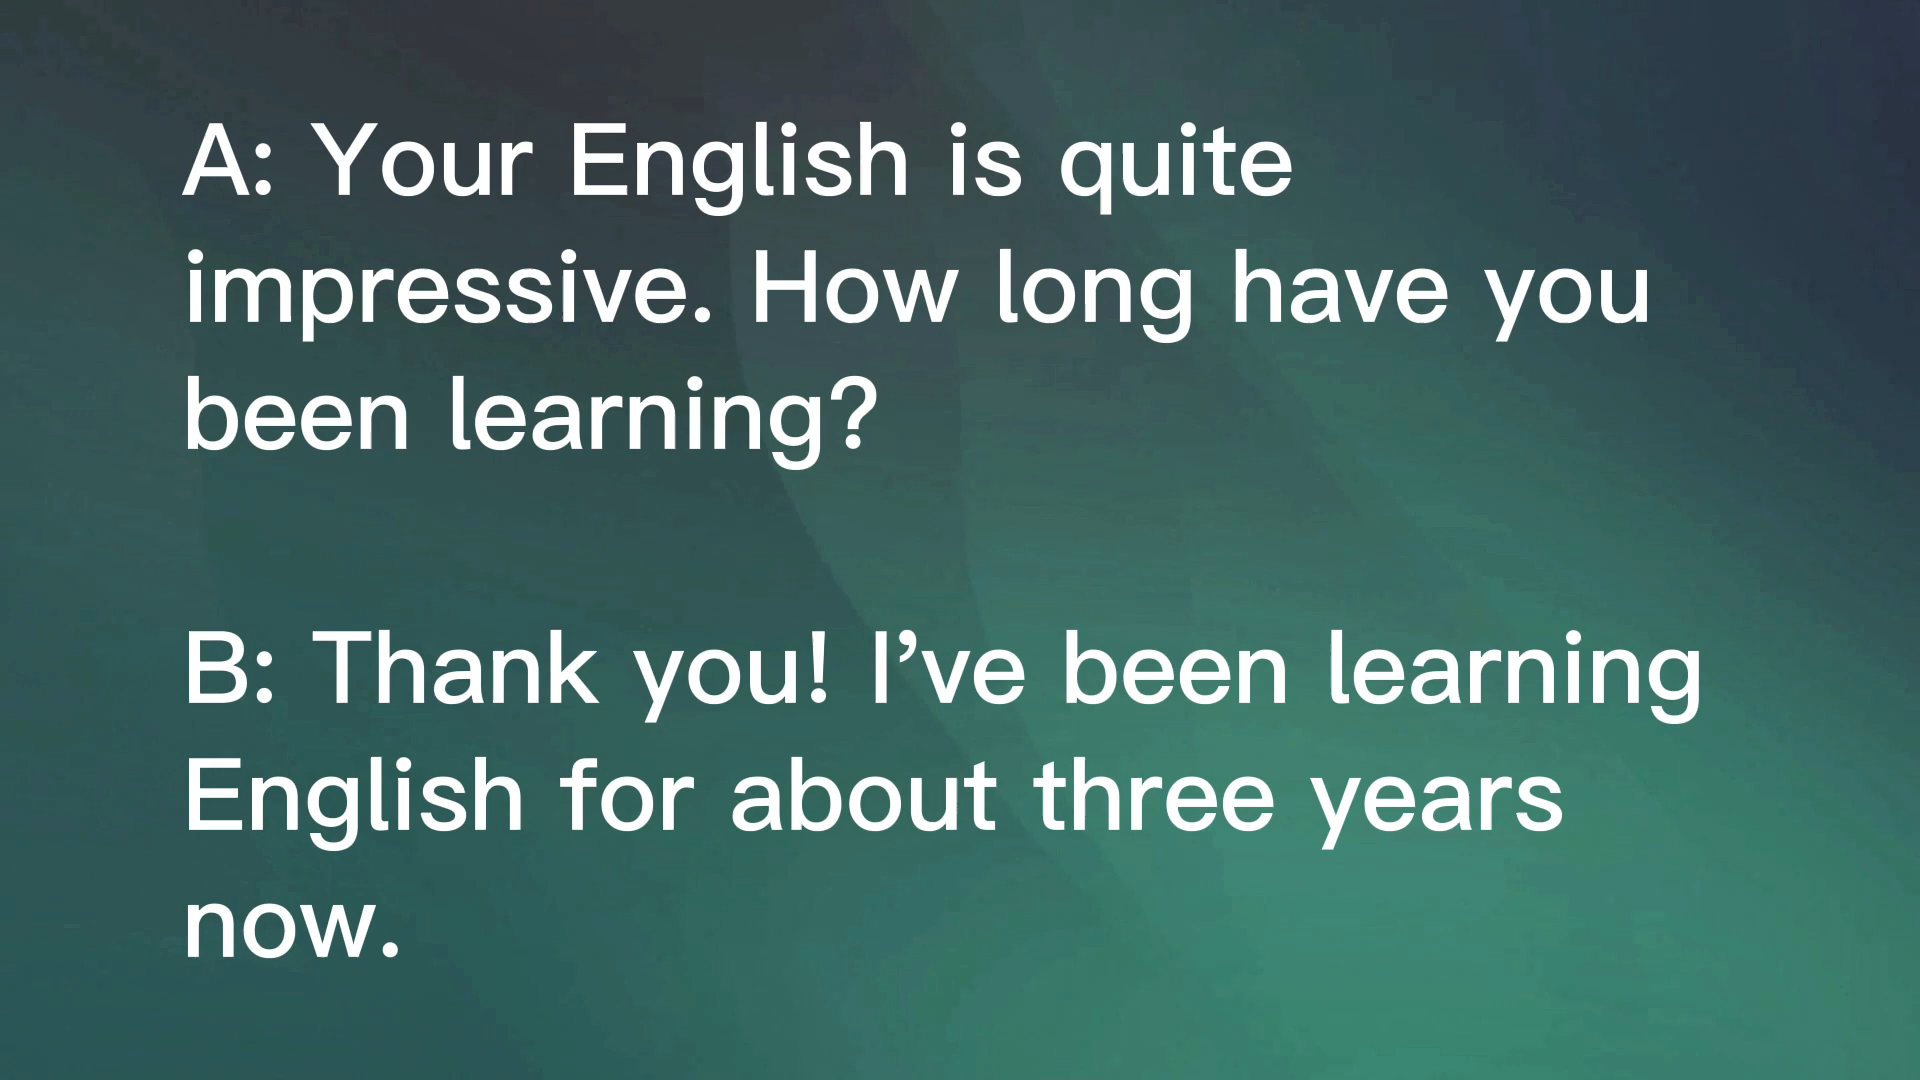 A: Your English is quite
impressive. How long have you
been learning?
B: Thank you! I’ve been learning
English for about three years
now.